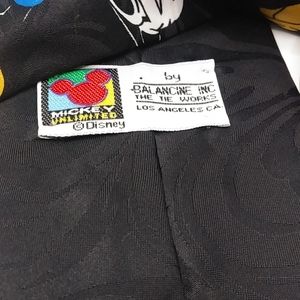 MICKEY
UNLIMITED
©Disney
by
BALANCINE INC
THE TIE WORKS
LOS ANGELES CA